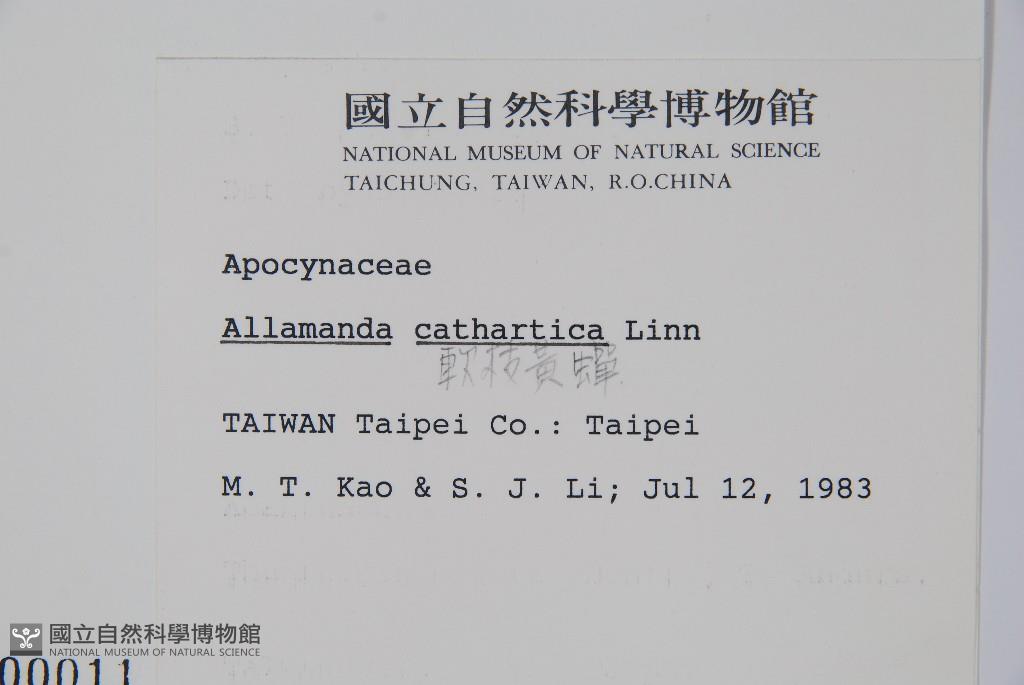 國立自然科學博物館
NATIONAL MUSEUM OF NATURAL SCIENCE
TAICHUNG, TAIWAN, R.O.CHINA
Apocynaceae
Allamanda cathartica Linn
軟枝黃蟬
TAIWAN Taipei Co.: Taipei
M. T. Kao & S. J. Li; Jul 12, 1983
國立自然科學博物館
NATIONAL MUSEUM OF NATURAL SCIENCE
00011